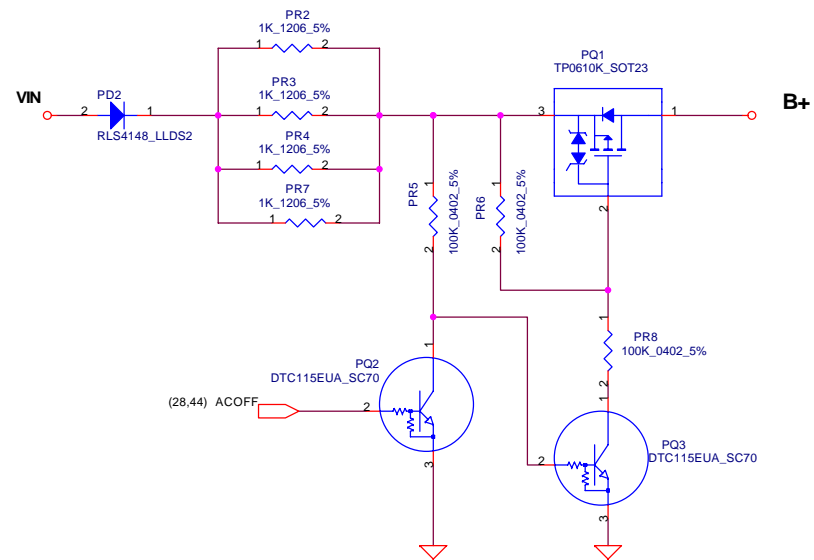 PR2
1K_1206_5%
1 2
PR3
1K_1206_5%
1 2
PR4
1K_1206_5%
1 2
PR7
1K_1206_5%
1 2
VIN
PD2
2 1
RLS4148_LLDS2
PQ1
TP0610K_SOT23
3 1
2
B+
PR5
100K_0402_5%
1
2
PR6
100K_0402_5%
1
2
PR8
100K_0402_5%
1
2
PQ2
DTC115EUA_SC70
1
2
3
(28,44) ACOFF
PQ3
DTC115EUA_SC70
1
2
3